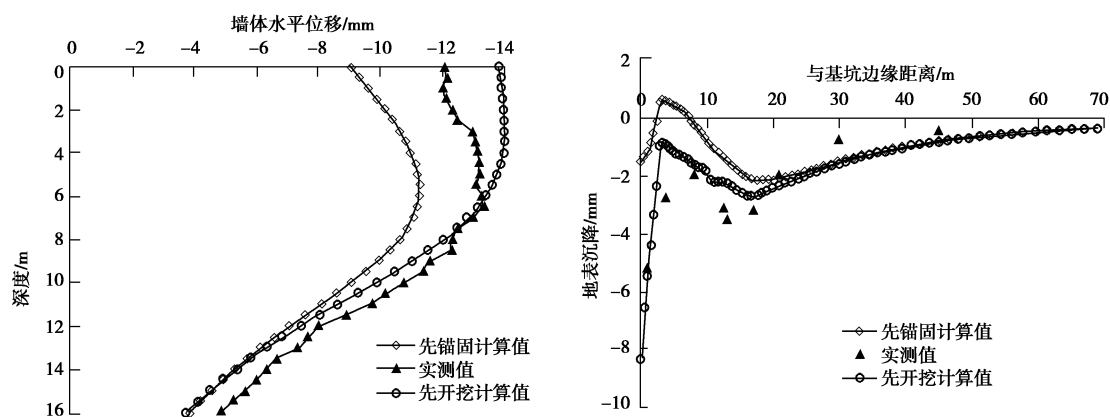 墙体水平位移/mm
0 -2 -4 -6 -8 -10 -12 -14
0
2
4
6
8
10
12
14
16
深度/m
先锚固计算值
实测值
先开挖计算值
与基坑边缘距离/m
2
0 10 20 30 40 50 60 70
0
-2
-4
-6
-8
-10
地表沉降/mm
先锚固计算值
实测值
先开挖计算值